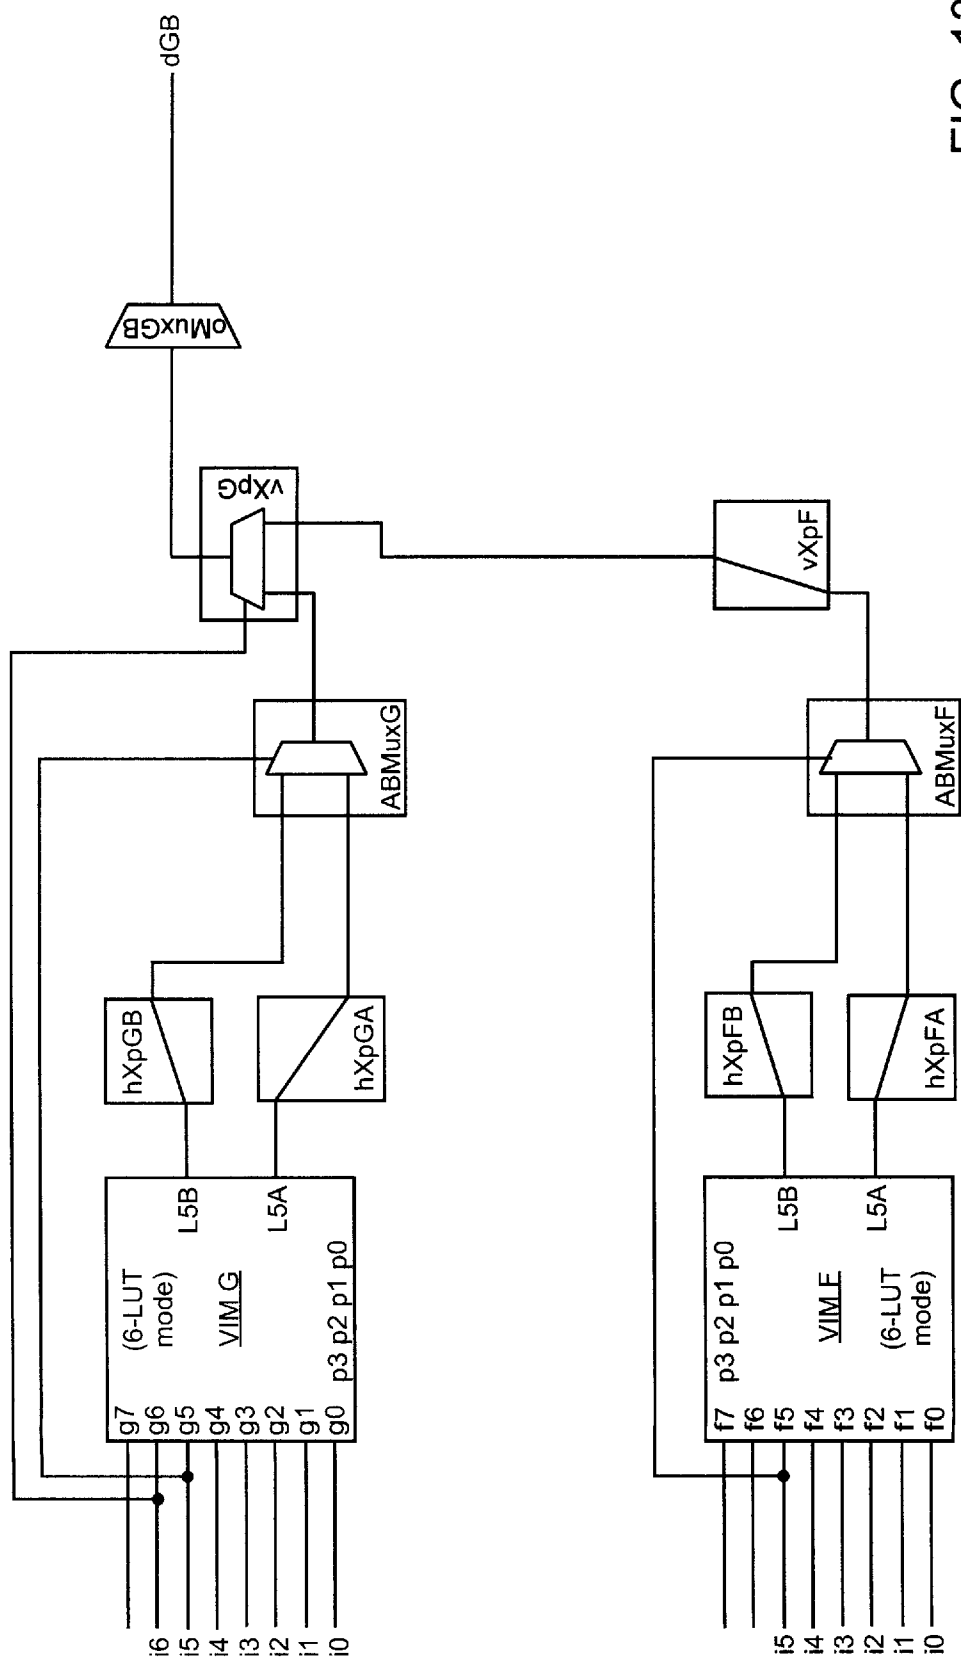 dGB
oMuxGB
vXpG
ABMuxG
hXpGB
hXpGA
L5B
L5A
(6-LUT
mode)
VIM G
p3 p2 p1 p0
g7
g6
g5
g4
g3
g2
g1
g0
i6
i5
i4
i3
i2
i1
i0
vXpF
ABMuxF
hXpFB
hXpFA
L5B
L5A
p3 p2 p1 p0
VIM F
(6-LUT
mode)
f7
f6
f5
f4
f3
f2
f1
f0
i5
i4
i3
i2
i1
i0
FIG.